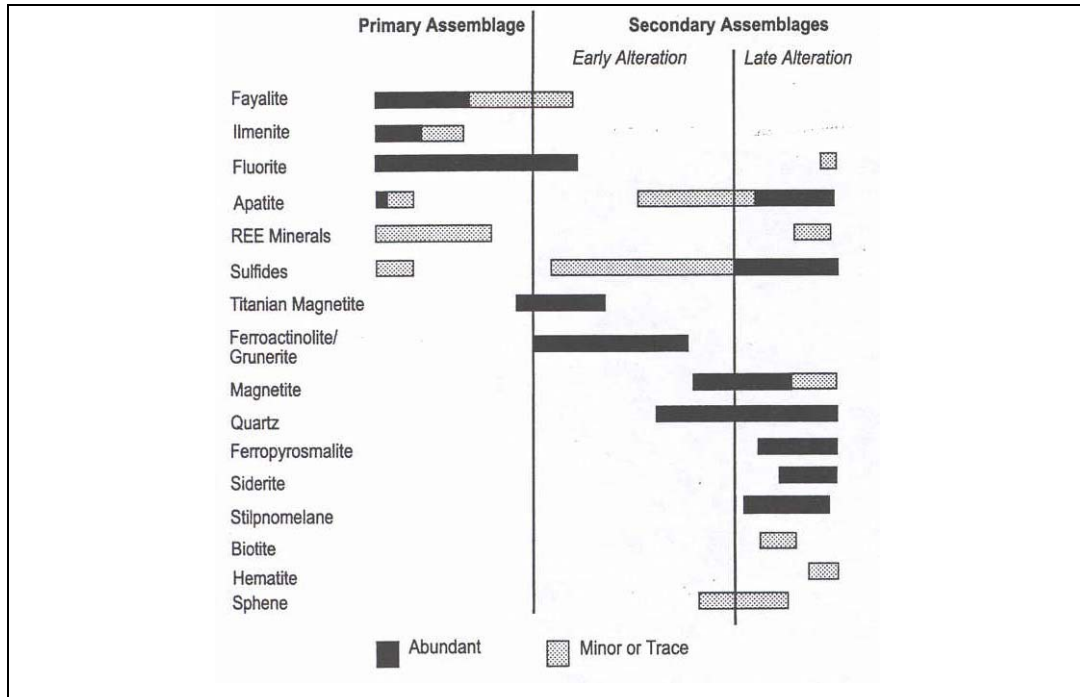 Primary Assemblage Secondary Assemblages
Early Alteration Late Alteration
Fayalite
Ilmenite
Fluorite
Apatite
REE Minerals
Sulfides
Titanian Magnetite
Ferroactinolite/
Grunerite
Magnetite
Quartz
Ferropyrosmalite
Siderite
Stilpnomelane
Biotite
Hematite
Sphene
Abundant Minor or Trace